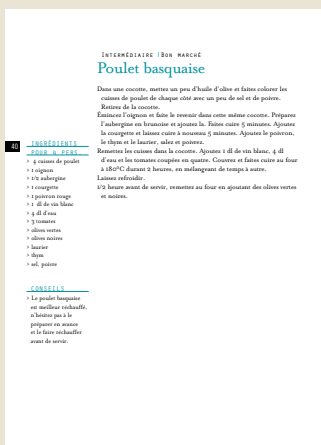 Intermédiaire | Bon marché
Poulet basquaise
Dans une cocotte, mettez un peu d'huile d'olive et faites colorer les
cuisses de poulet de chaque côté avec un peu de sel et de poivre.
Retirez de la cocotte.
Émincez l'oignon et faite le revenir dans cette même cocotte. Préparez
l'aubergine en brunoise et ajoutez la. Faites cuire 5 minutes. Ajoutez
la courgette et laissez cuire à nouveau 5 minutes. Ajoutez le poivron,
le thym et le laurier, salez et poivrez.
Remettez les cuisses dans la cocotte. Ajoutez 1 dl de vin blanc, 4 dl
d'eau et les tomates coupées en quatre. Couvrez et faites cuire au four
à 180°C durant 2 heures, en mélangeant de temps à autre.
Laissez refroidir.
1/2 heure avant de servir, remettez au four en ajoutant des olives vertes
et noires.
40
INGRÉDIENTS
POUR 4 PERS.
> 4 cuisses de poulet
> 1 oignon
> 1/2 aubergine
> 1 courgette
> 1 poivron rouge
> 1 dl de vin blanc
> 4 dl d'eau
> 3 tomates
> olives vertes
> olives noires
> laurier
> thym
> sel, poivre
CONSEILS
> Le poulet basquaise
est meilleur réchauffé,
n'hésitez pas à le
préparer en avance
et le faire réchauffer
avant de servir.